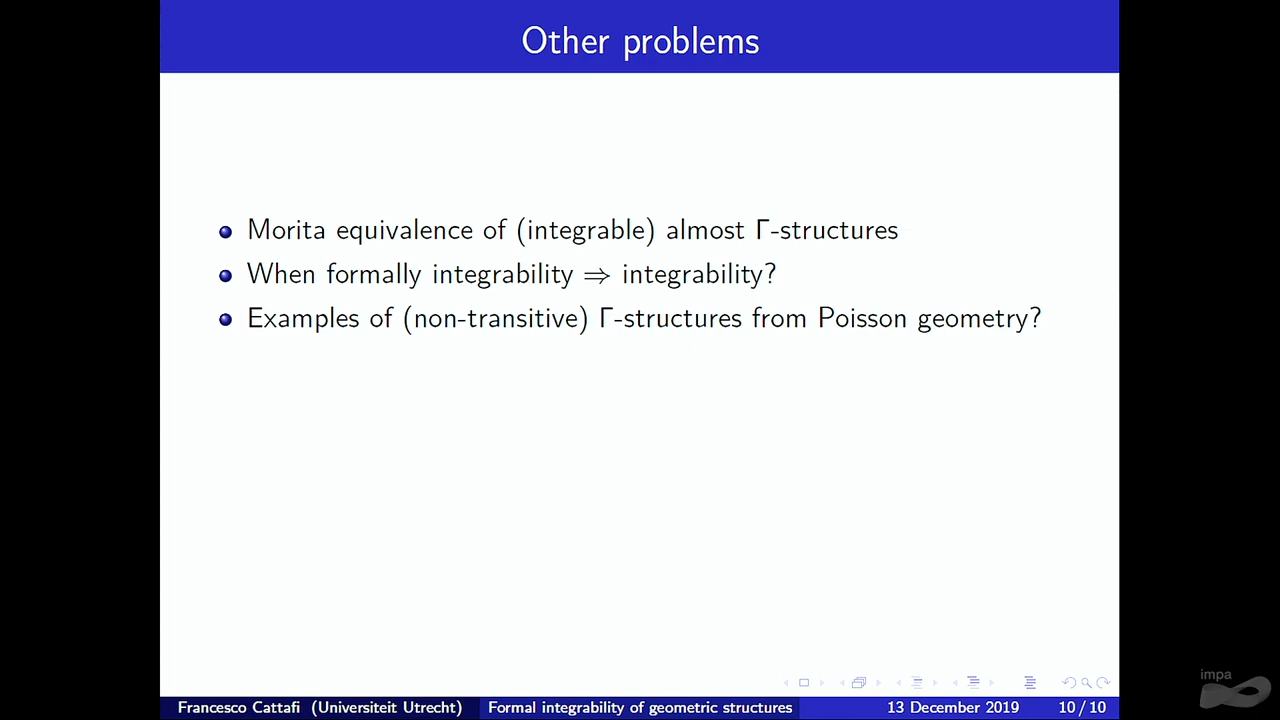 Other problems
Morita equivalence of (integrable) almost Γ-structures
When formally integrability ⇒ integrability?
Examples of (non-transitive) Γ-structures from Poisson geometry?
impa
Francesco Cattafi (Universiteit Utrecht) Formal integrability of geometric structures 13 December 2019 10 / 10